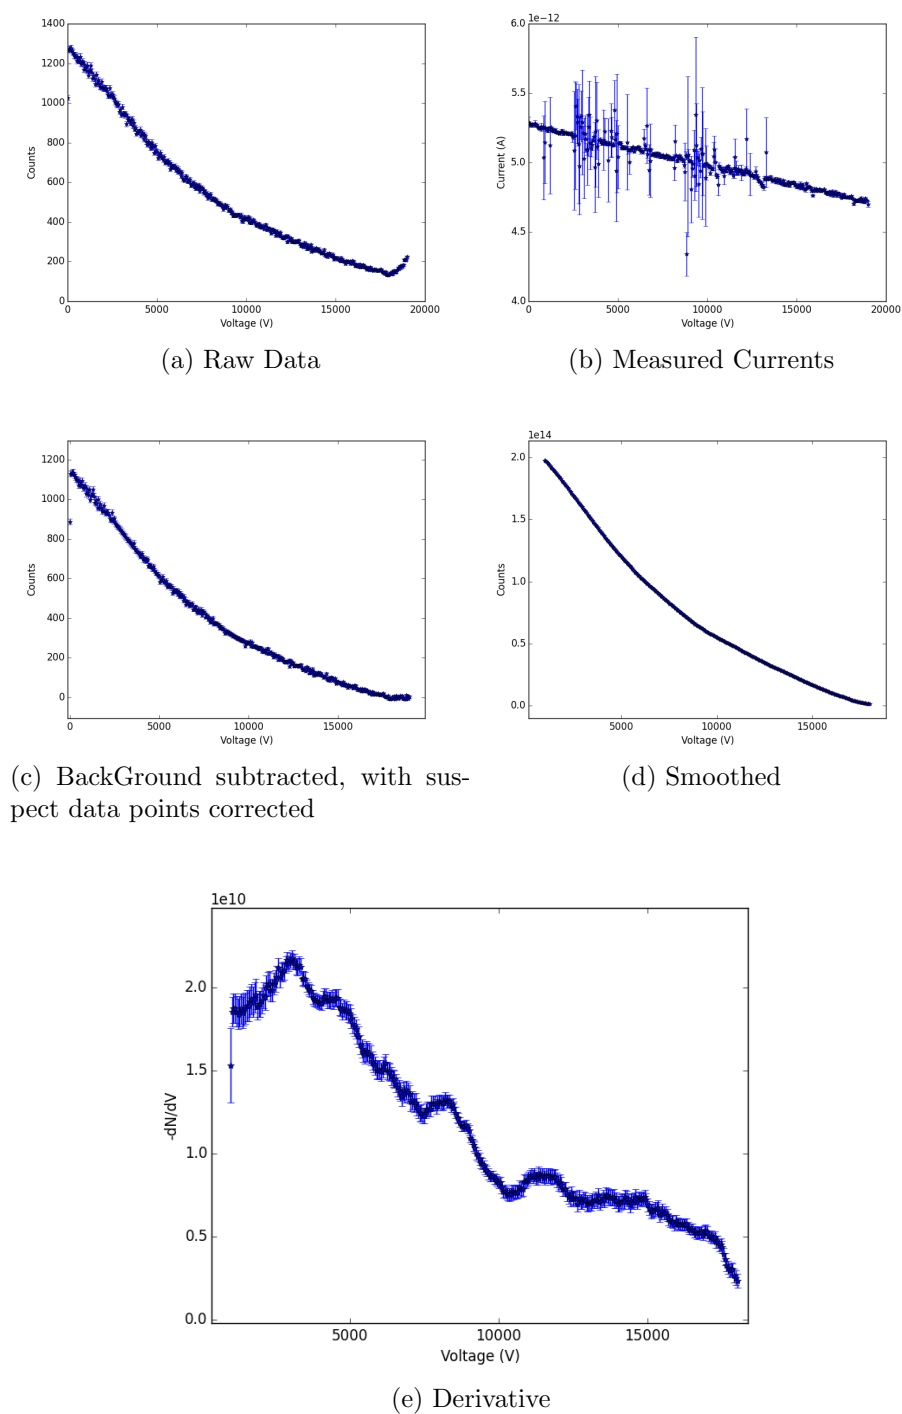 1400
1200
1000
800
600
400
200
0
Counts
0 5000 10000 15000 20000
Voltage (V)
(a) Raw Data
1e−12
6.0
5.5
5.0
4.5
4.0
Current (A)
0 5000 10000 15000 20000
Voltage (V)
(b) Measured Currents
1200
1000
800
600
400
200
0
Counts
0 5000 10000 15000
Voltage (V)
(c) BackGround subtracted, with sus-
pect data points corrected
1e14
2.0
1.5
1.0
0.5
0.0
Counts
5000 10000 15000
Voltage (V)
(d) Smoothed
1e10
2.0
1.5
1.0
0.5
0.0
-dN/dV
5000 10000 15000
Voltage (V)
(e) Derivative